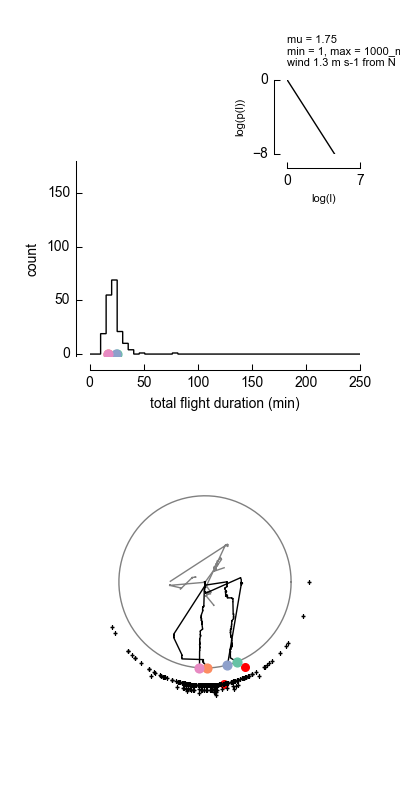 mu = 1.75
min = 1, max = 1000_m
wind 1.3 m s-1 from N
0
log(p(l))
−8
0
7
log(l)
150
100
count
50
0
0
50
100
150
200
250
total flight duration (min)